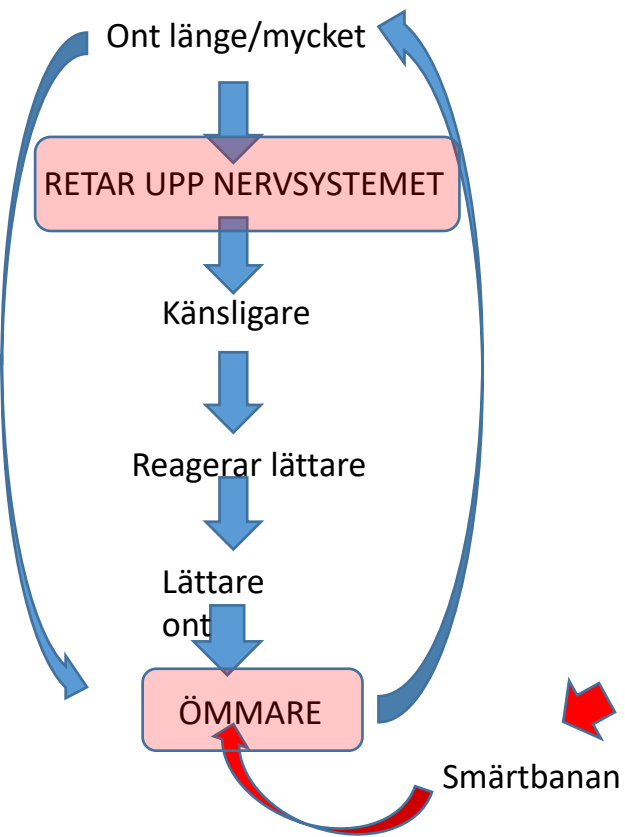 Ont länge/mycket
RETAR UPP NERVSYSTEMET
Känsligare
Reagerar lättare
Lättare
ont
ÖMMARE
Smärtbanan